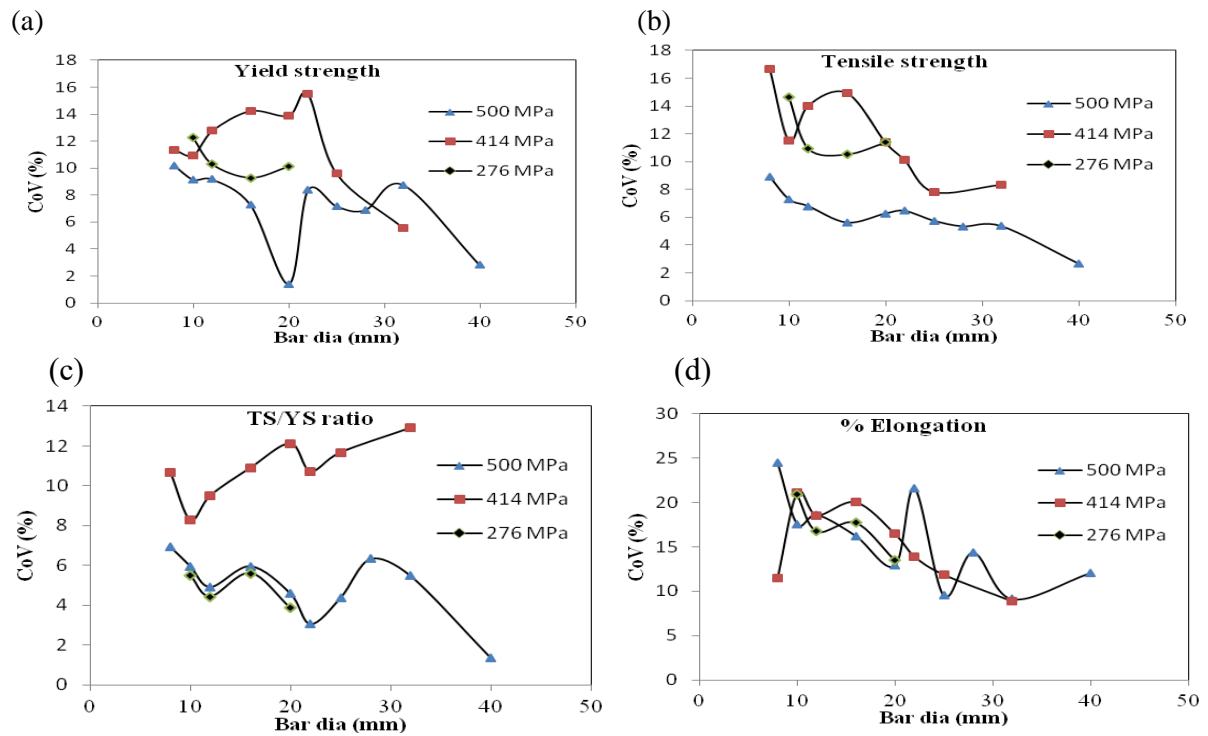 (a)
Yield strength
CoV (%)
18
16
14
12
10
8
6
4
2
0
0 10 20 30 40 50
Bar dia (mm)
500 MPa
414 MPa
276 MPa
(b)
Tensile strength
CoV (%)
18
16
14
12
10
8
6
4
2
0
0 10 20 30 40 50
Bar dia (mm)
500 MPa
414 MPa
276 MPa
(c)
TS/YS ratio
CoV (%)
14
12
10
8
6
4
2
0
0 10 20 30 40 50
Bar dia (mm)
500 MPa
414 MPa
276 MPa
(d)
% Elongation
CoV (%)
30
25
20
15
10
5
0
0 10 20 30 40 50
Bar dia (mm)
500 MPa
414 MPa
276 MPa